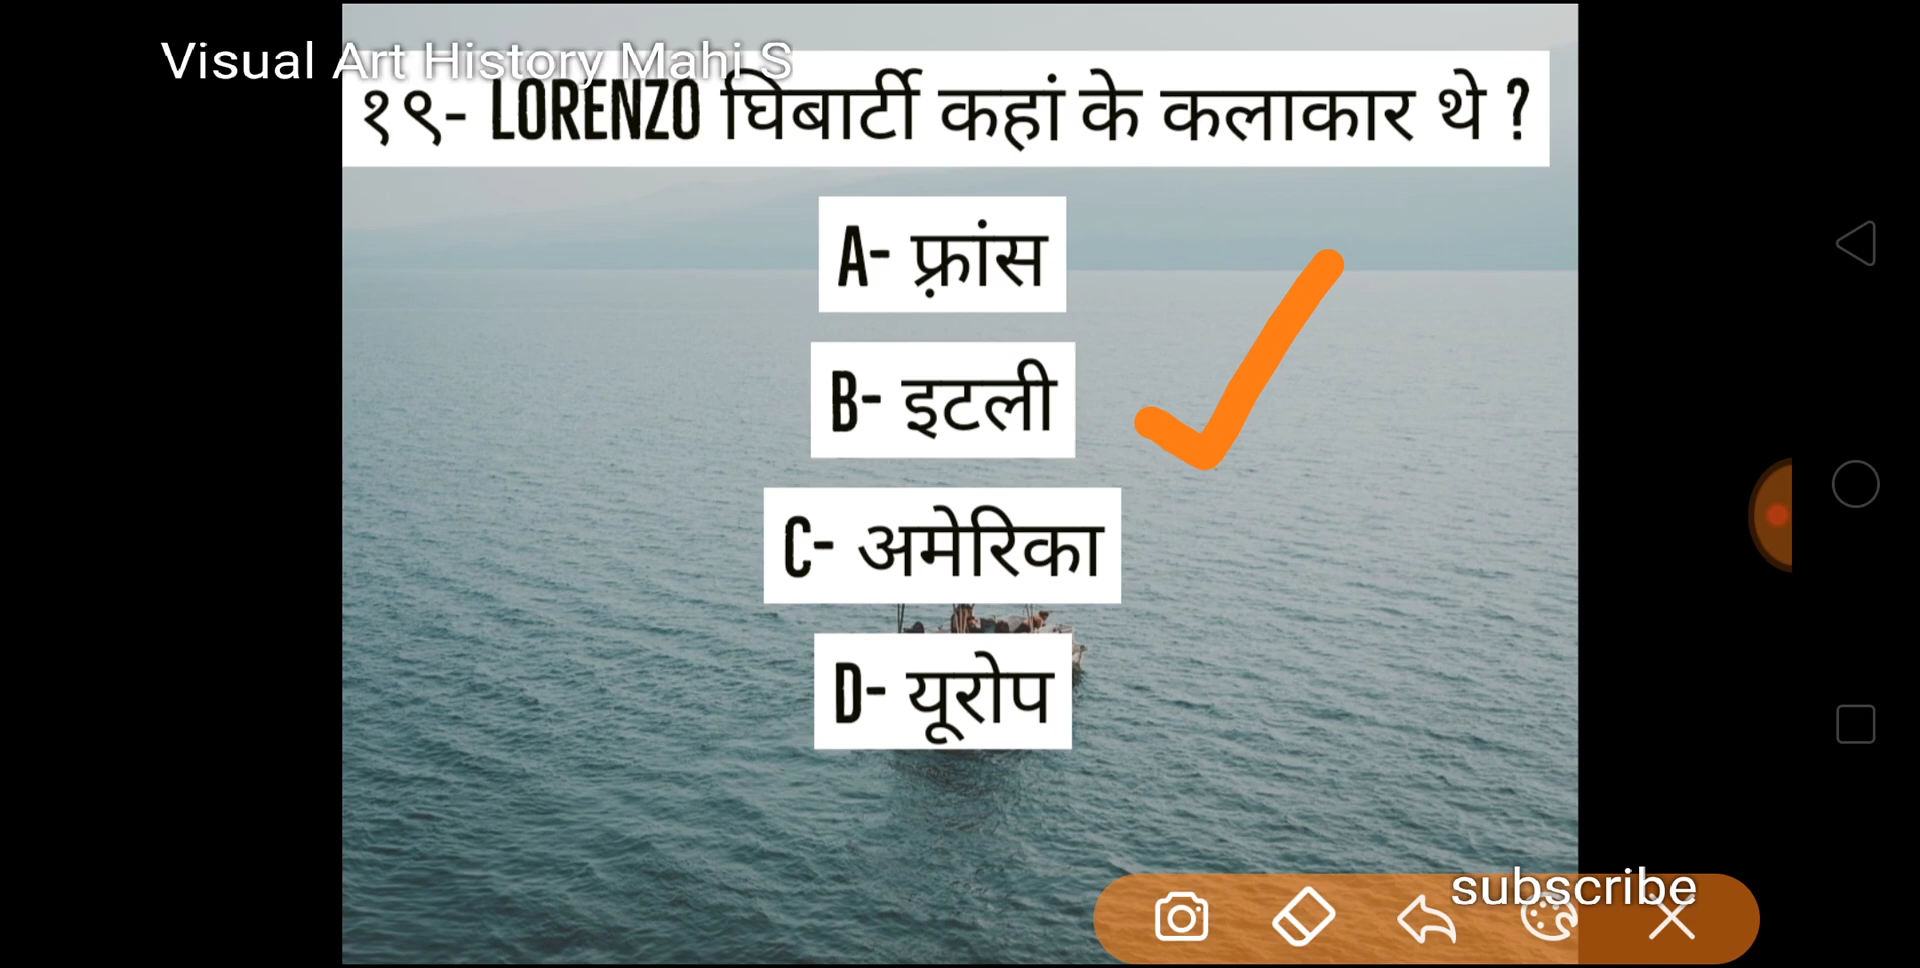 Visual Art History Mahi S
१९- LORENZO घिबार्टी कहां के कलाकार थे ?
A- फ़्रांस
B- इटली
C- अमेरिका
D- यूरोप
subscribe